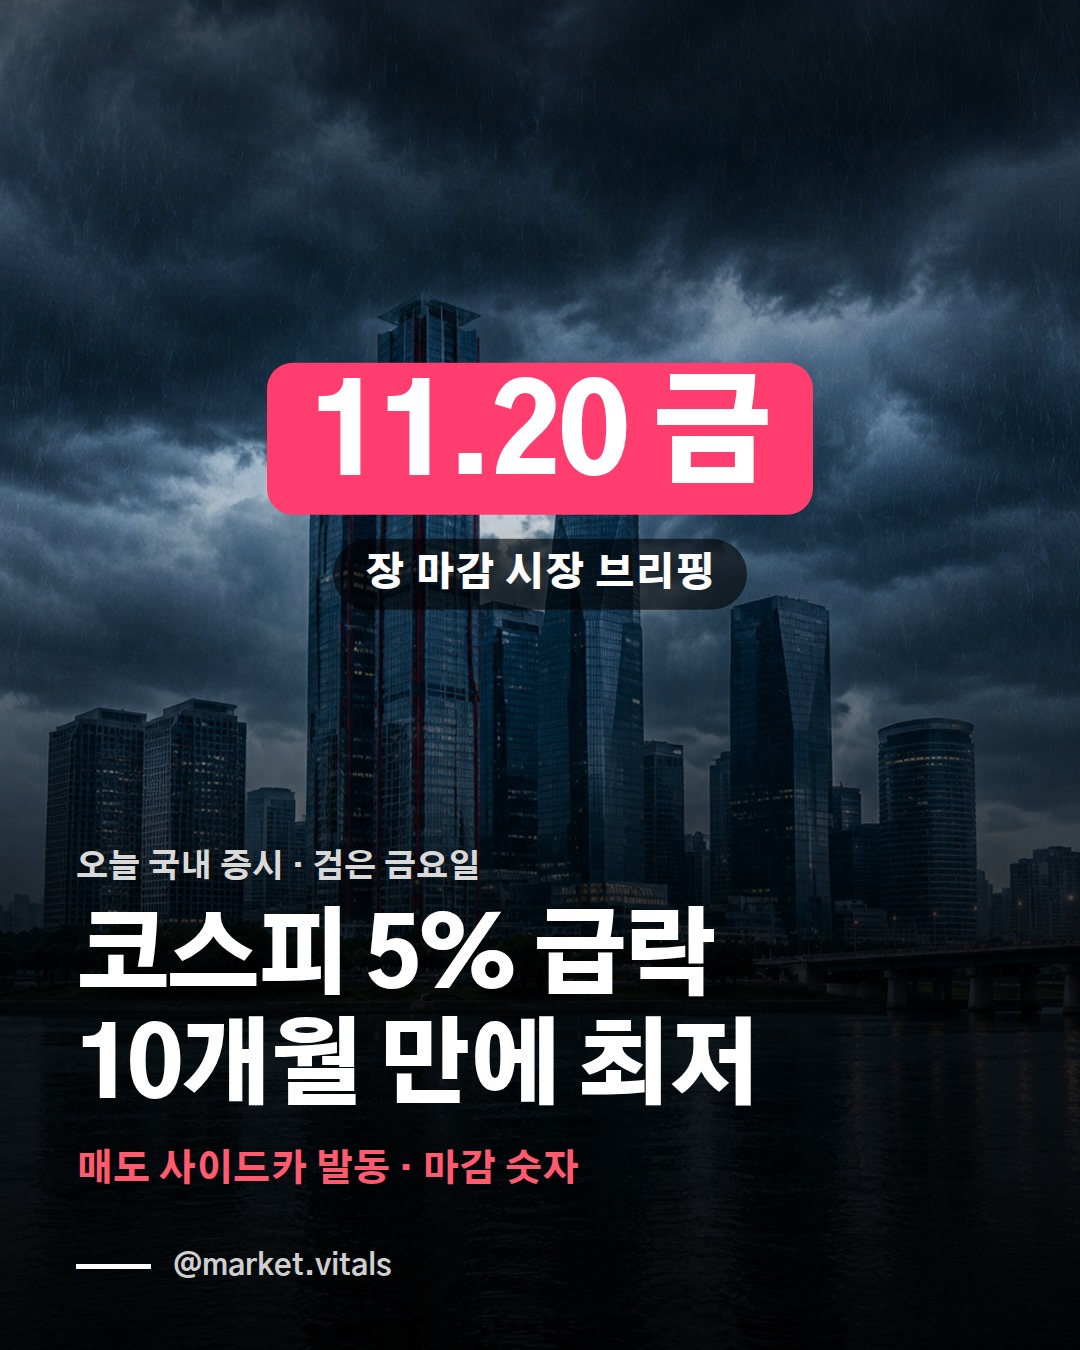 11.20 금
장 마감 시장 브리핑
오늘 국내 증시 · 검은 금요일
코스피 5% 급락
10개월 만에 최저
매도 사이드카 발동 · 마감 숫자
@market.vitals